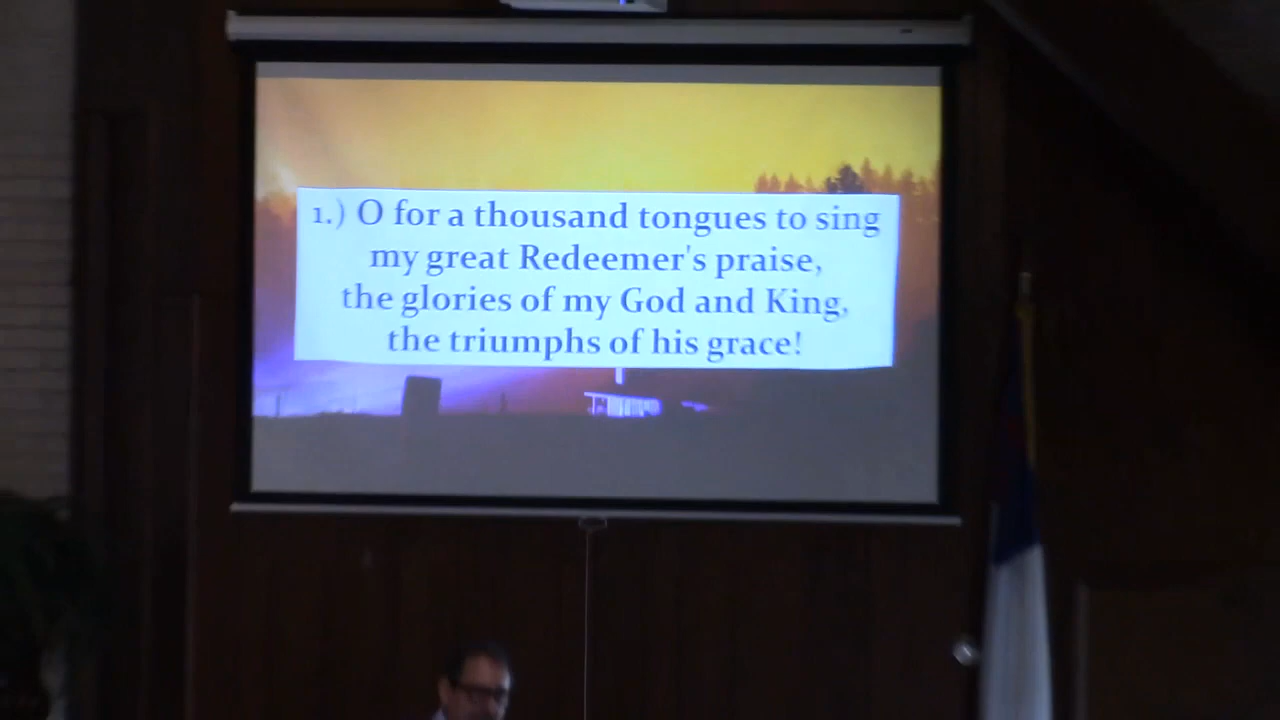 1.) O for a thousand tongues to sing
my great Redeemer's praise,
the glories of my God and King,
the triumphs of his grace!